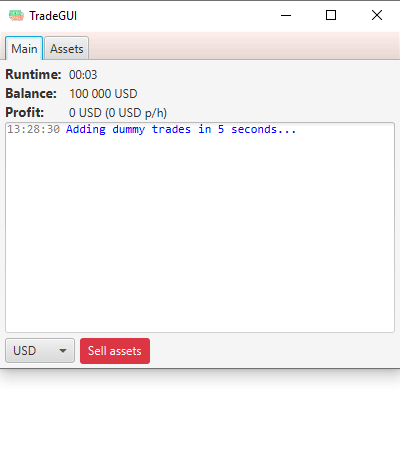 TradeGUI
Main Assets
Runtime: 00:03
Balance: 100 000 USD
Profit: 0 USD (0 USD p/h)
13:28:30 Adding dummy trades in 5 seconds...
USD Sell assets